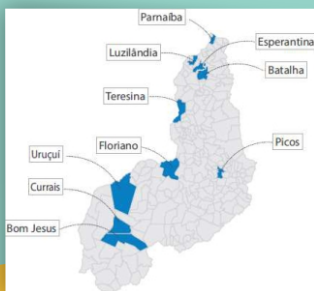 Parnaíba
Esperantina
Luzilândia
Batalha
Teresina
Floriano
Picos
Uruçuí
Currais
Bom Jesus